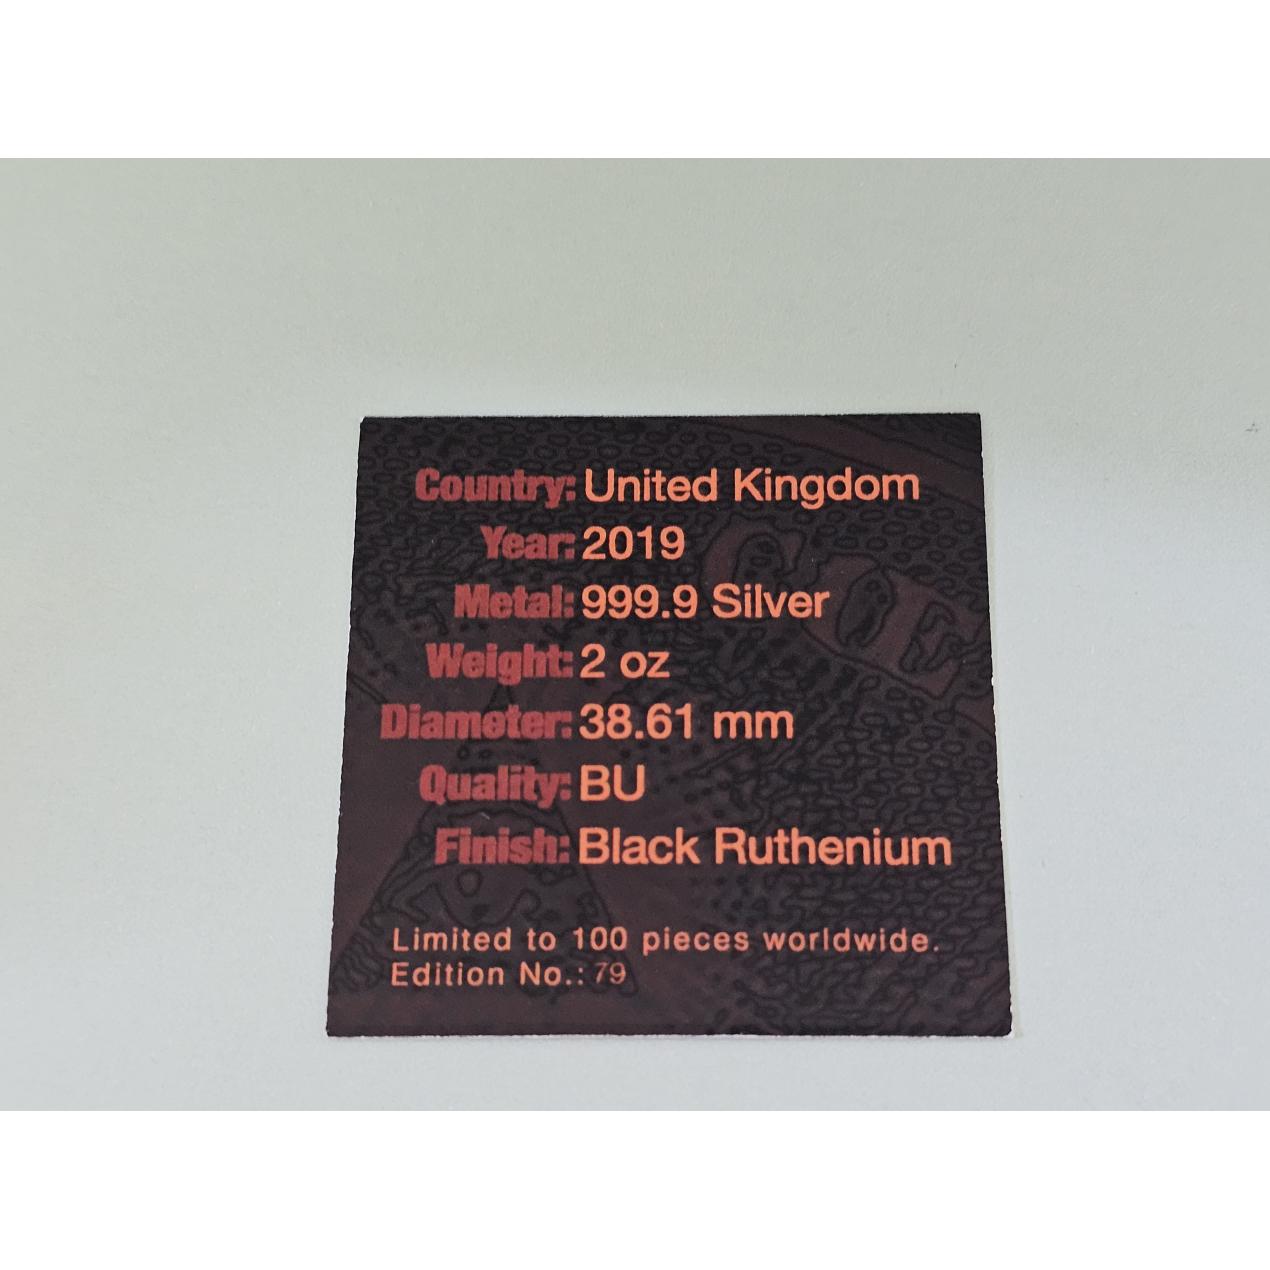 Country: United Kingdom
Year: 2019
Metal: 999.9 Silver
Weight: 2 oz
Diameter: 38.61 mm
Quality: BU
Finish: Black Ruthenium
Limited to 100 pieces worldwide.
Edition No.: 79